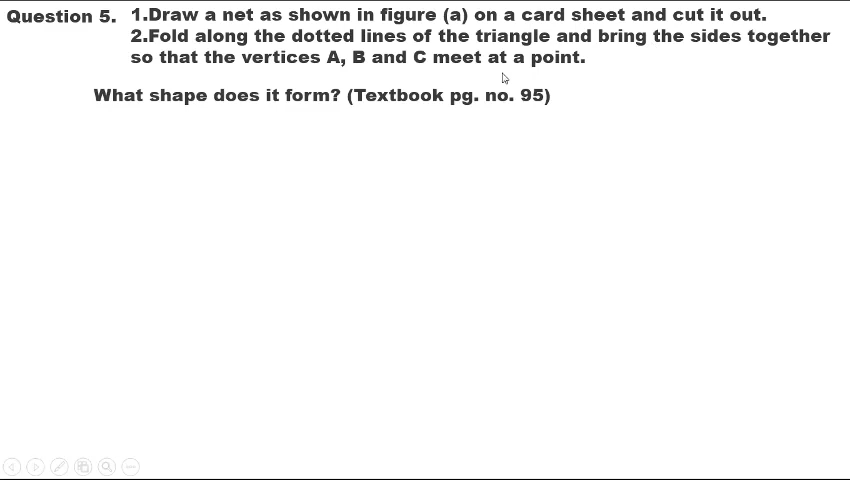 Question 5. 1.Draw a net as shown in figure (a) on a card sheet and cut it out.
2.Fold along the dotted lines of the triangle and bring the sides together
so that the vertices A, B and C meet at a point.
What shape does it form? (Textbook pg. no. 95)